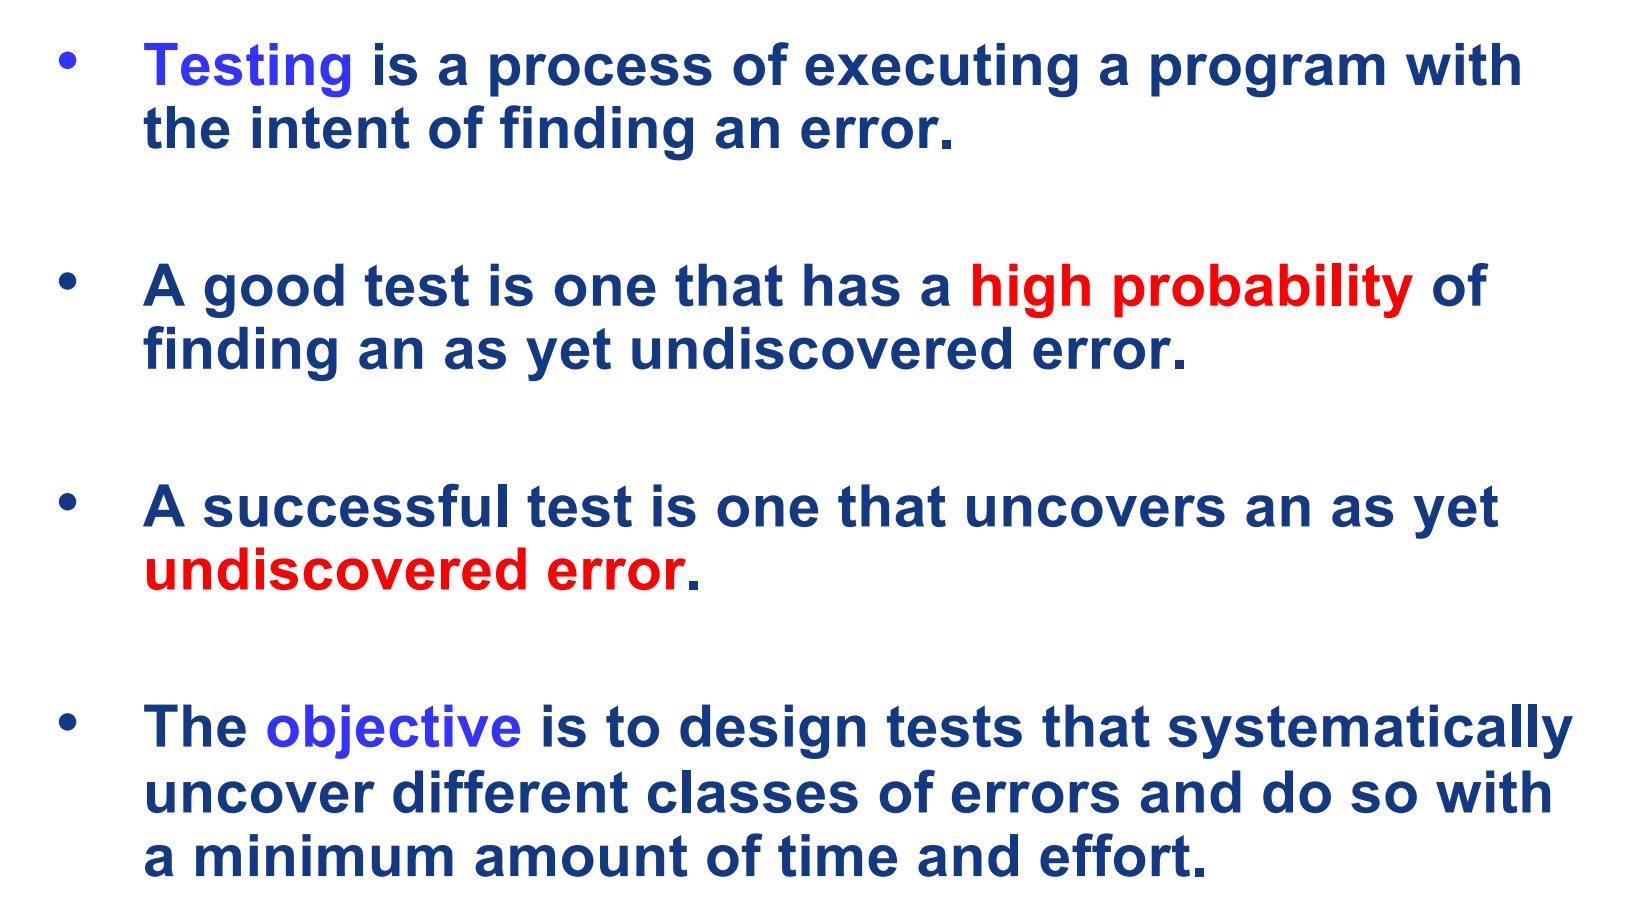 • Testing is a process of executing a program with
the intent of finding an error.
• A good test is one that has a high probability of
finding an as yet undiscovered error.
• A successful test is one that uncovers an as yet
undiscovered error.
• The objective is to design tests that systematically
uncover different classes of errors and do so with
a minimum amount of time and effort.